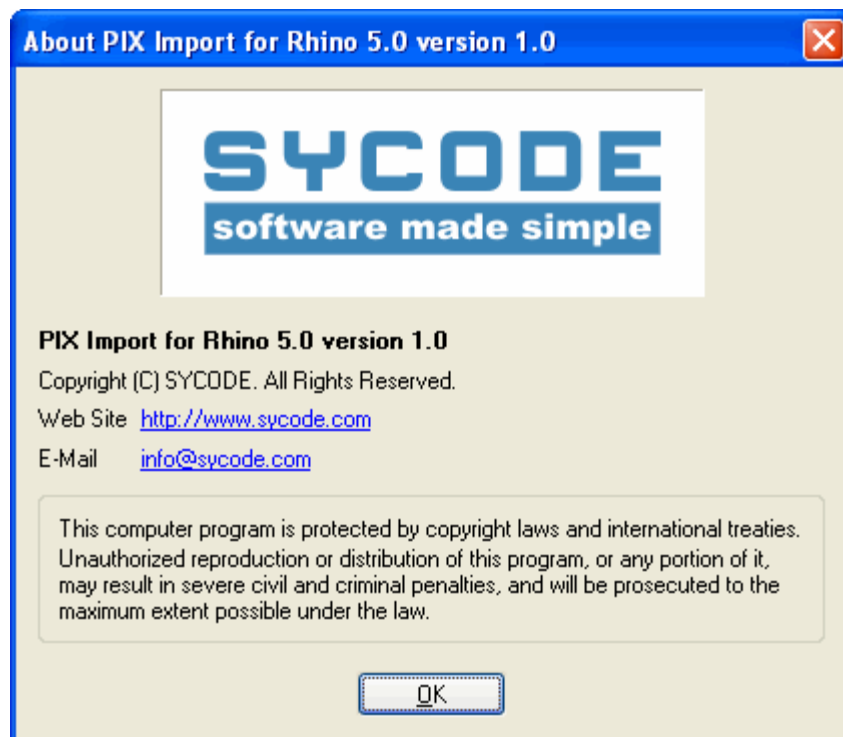 About PIX Import for Rhino 5.0 version 1.0
SYCODE
software made simple
PIX Import for Rhino 5.0 version 1.0
Copyright (C) SYCODE. All Rights Reserved.
Web Site http://www.sycode.com
E-Mail info@sycode.com
This computer program is protected by copyright laws and international treaties.
Unauthorized reproduction or distribution of this program, or any portion of it,
may result in severe civil and criminal penalties, and will be prosecuted to the
maximum extent possible under the law.
OK